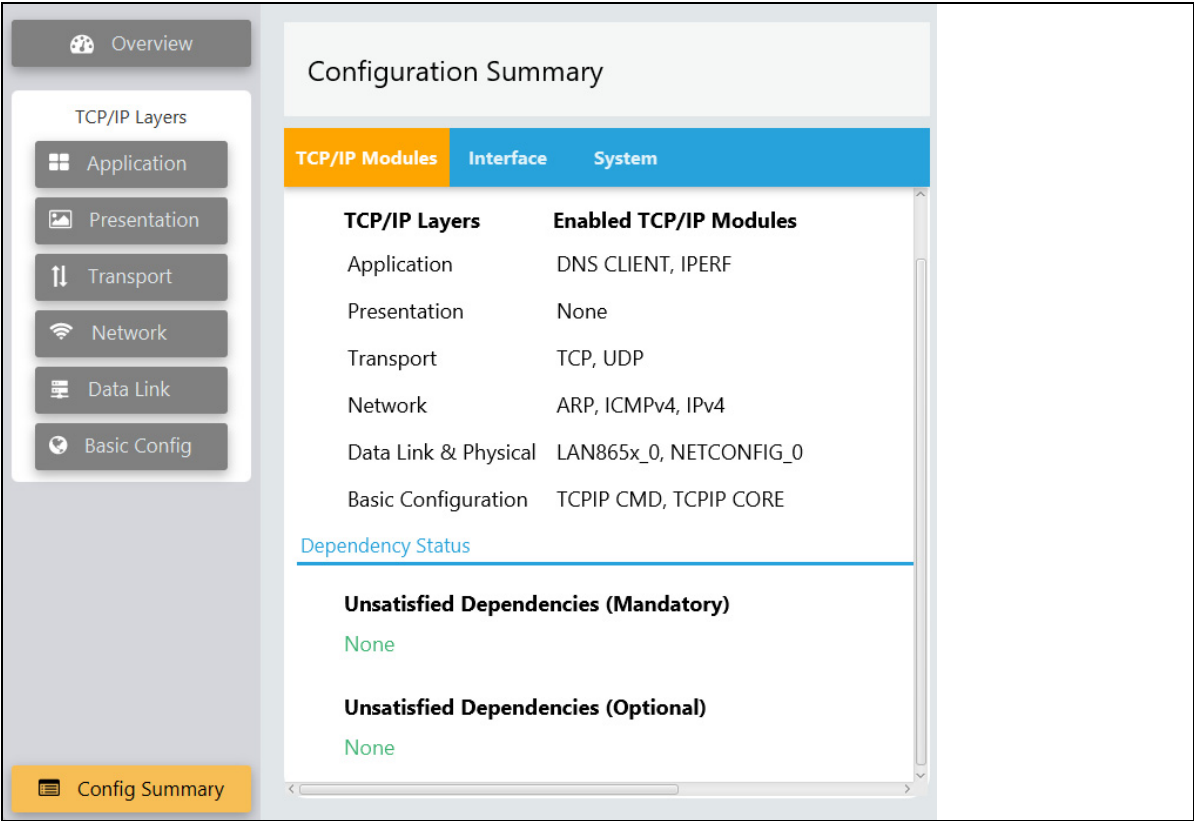 Overview
TCP/IP Layers
Application
Presentation
Transport
Network
Data Link
Basic Config
Config Summary
Configuration Summary
TCP/IP Modules Interface System
TCP/IP Layers Enabled TCP/IP Modules
Application DNS CLIENT, IPERF
Presentation None
Transport TCP, UDP
Network ARP, ICMPv4, IPv4
Data Link & Physical LAN865x_0, NETCONFIG_0
Basic Configuration TCPIP CMD, TCPIP CORE
Dependency Status
Unsatisfied Dependencies (Mandatory)
None
Unsatisfied Dependencies (Optional)
None